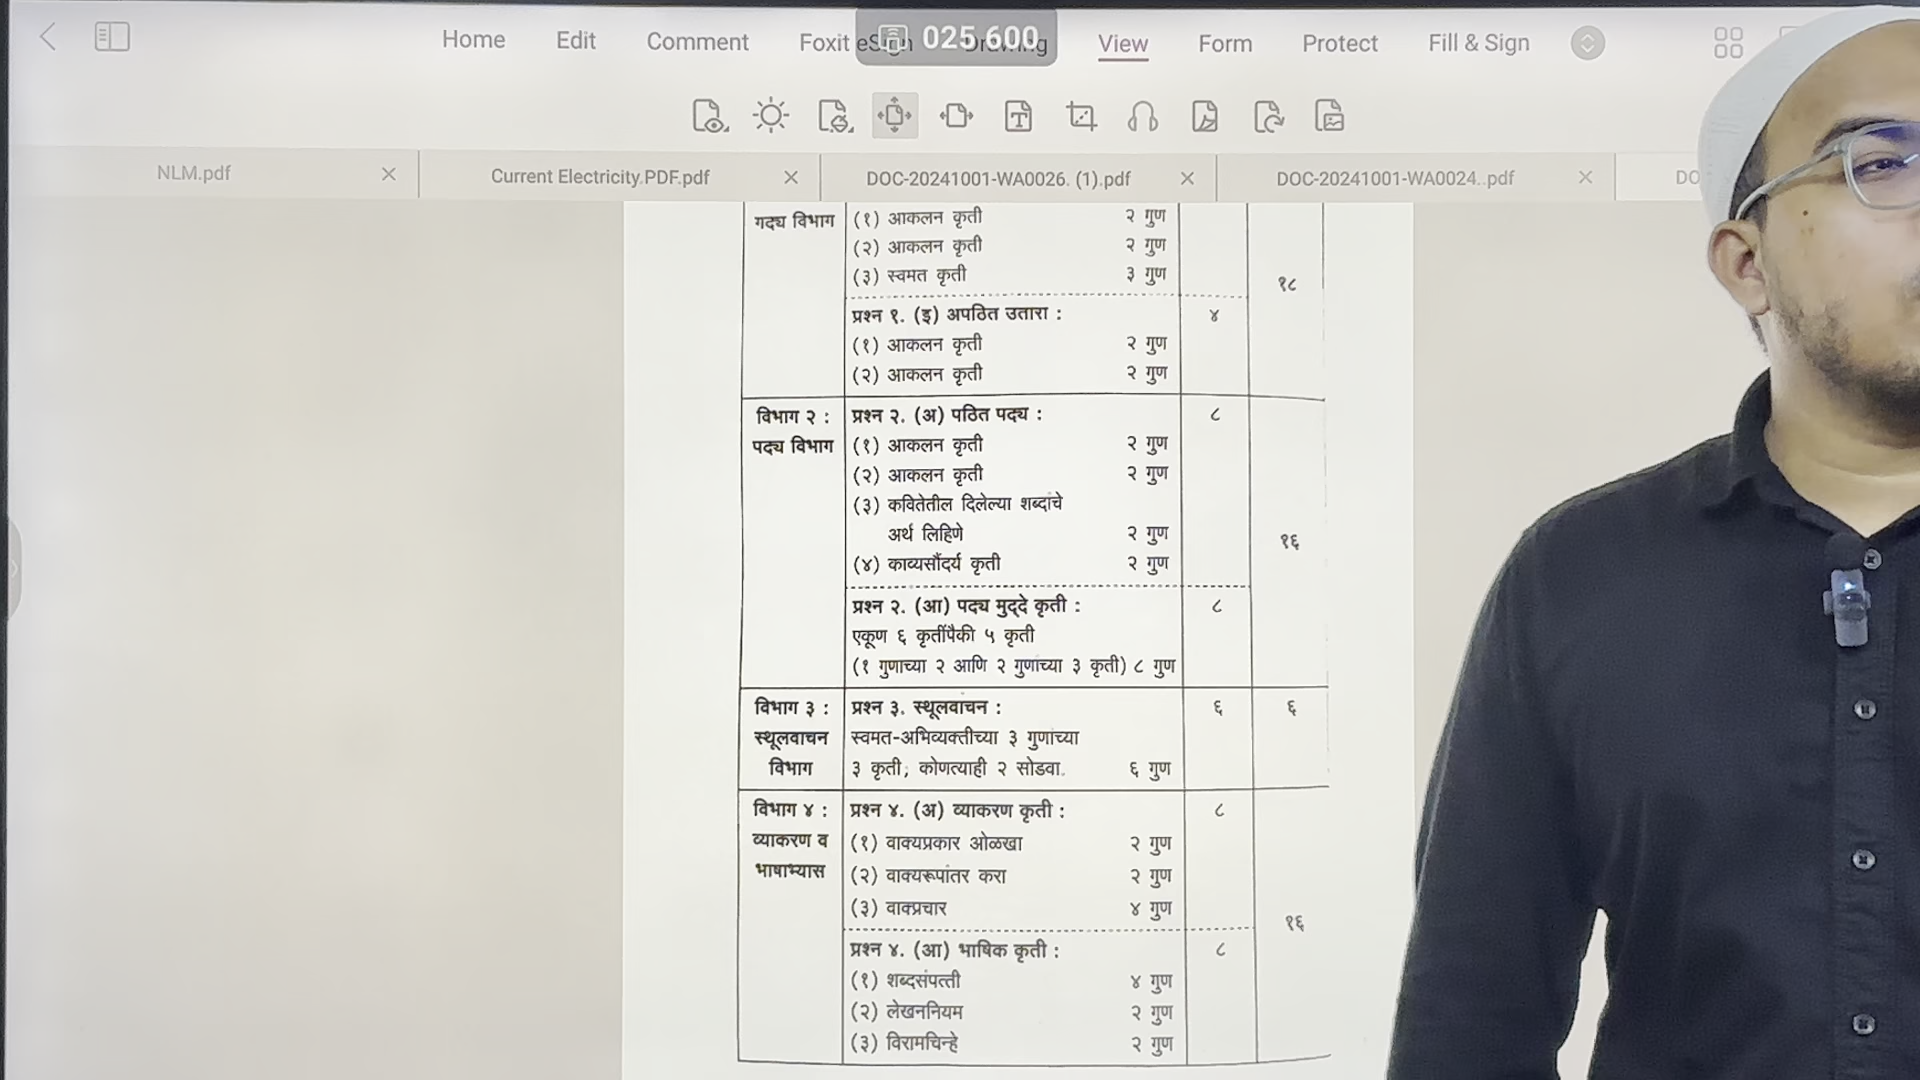 Home Edit Comment Foxit eSign Drawing View Form Protect Fill & Sign
025.600
NLM.pdf
Current Electricity.PDF.pdf
DOC-20241001-WA0026. (1).pdf
DOC-20241001-WA0024..pdf
DO
गद्य विभाग (१) आकलन कृती २ गुण
(२) आकलन कृती २ गुण
(३) स्वमत कृती ३ गुण
१८
प्रश्न १. (इ) अपठित उतारा : ४
(१) आकलन कृती २ गुण
(२) आकलन कृती २ गुण
विभाग २ : प्रश्न २. (अ) पठित पद्य : ८
पद्य विभाग (१) आकलन कृती २ गुण
(२) आकलन कृती २ गुण
(३) कवितेतील दिलेल्या शब्दांचे
अर्थ लिहिणे २ गुण
१६
(४) काव्यसौंदर्य कृती २ गुण
प्रश्न २. (आ) पद्य मुद्दे कृती : ८
एकूण ६ कृतींपैकी ५ कृती
(१ गुणाच्या २ आणि २ गुणांच्या ३ कृती) ८ गुण
विभाग ३ : प्रश्न ३. स्थूलवाचन : ६ ६
स्थूलवाचन स्वमत-अभिव्यक्तीच्या ३ गुणांच्या
विभाग ३ कृती; कोणत्याही २ सोडवा. ६ गुण
विभाग ४ : प्रश्न ४. (अ) व्याकरण कृती : ८
व्याकरण व (१) वाक्यप्रकार ओळखा २ गुण
भाषाभ्यास (२) वाक्यरूपांतर करा २ गुण
(३) वाक्प्रचार ४ गुण
१६
प्रश्न ४. (आ) भाषिक कृती : ८
(१) शब्दसंपत्ती ४ गुण
(२) लेखननियम २ गुण
(३) विरामचिन्हे २ गुण